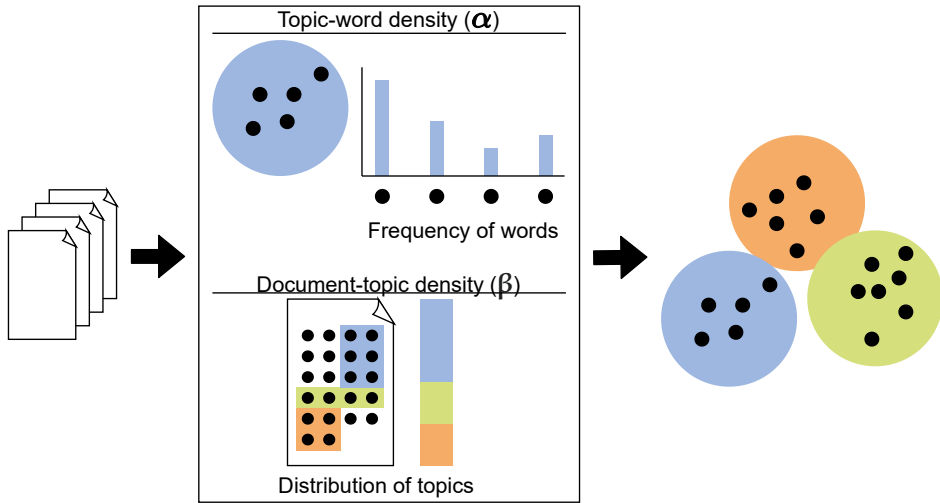 Topic-word density (α)
Frequency of words
Document-topic density (β)
Distribution of topics